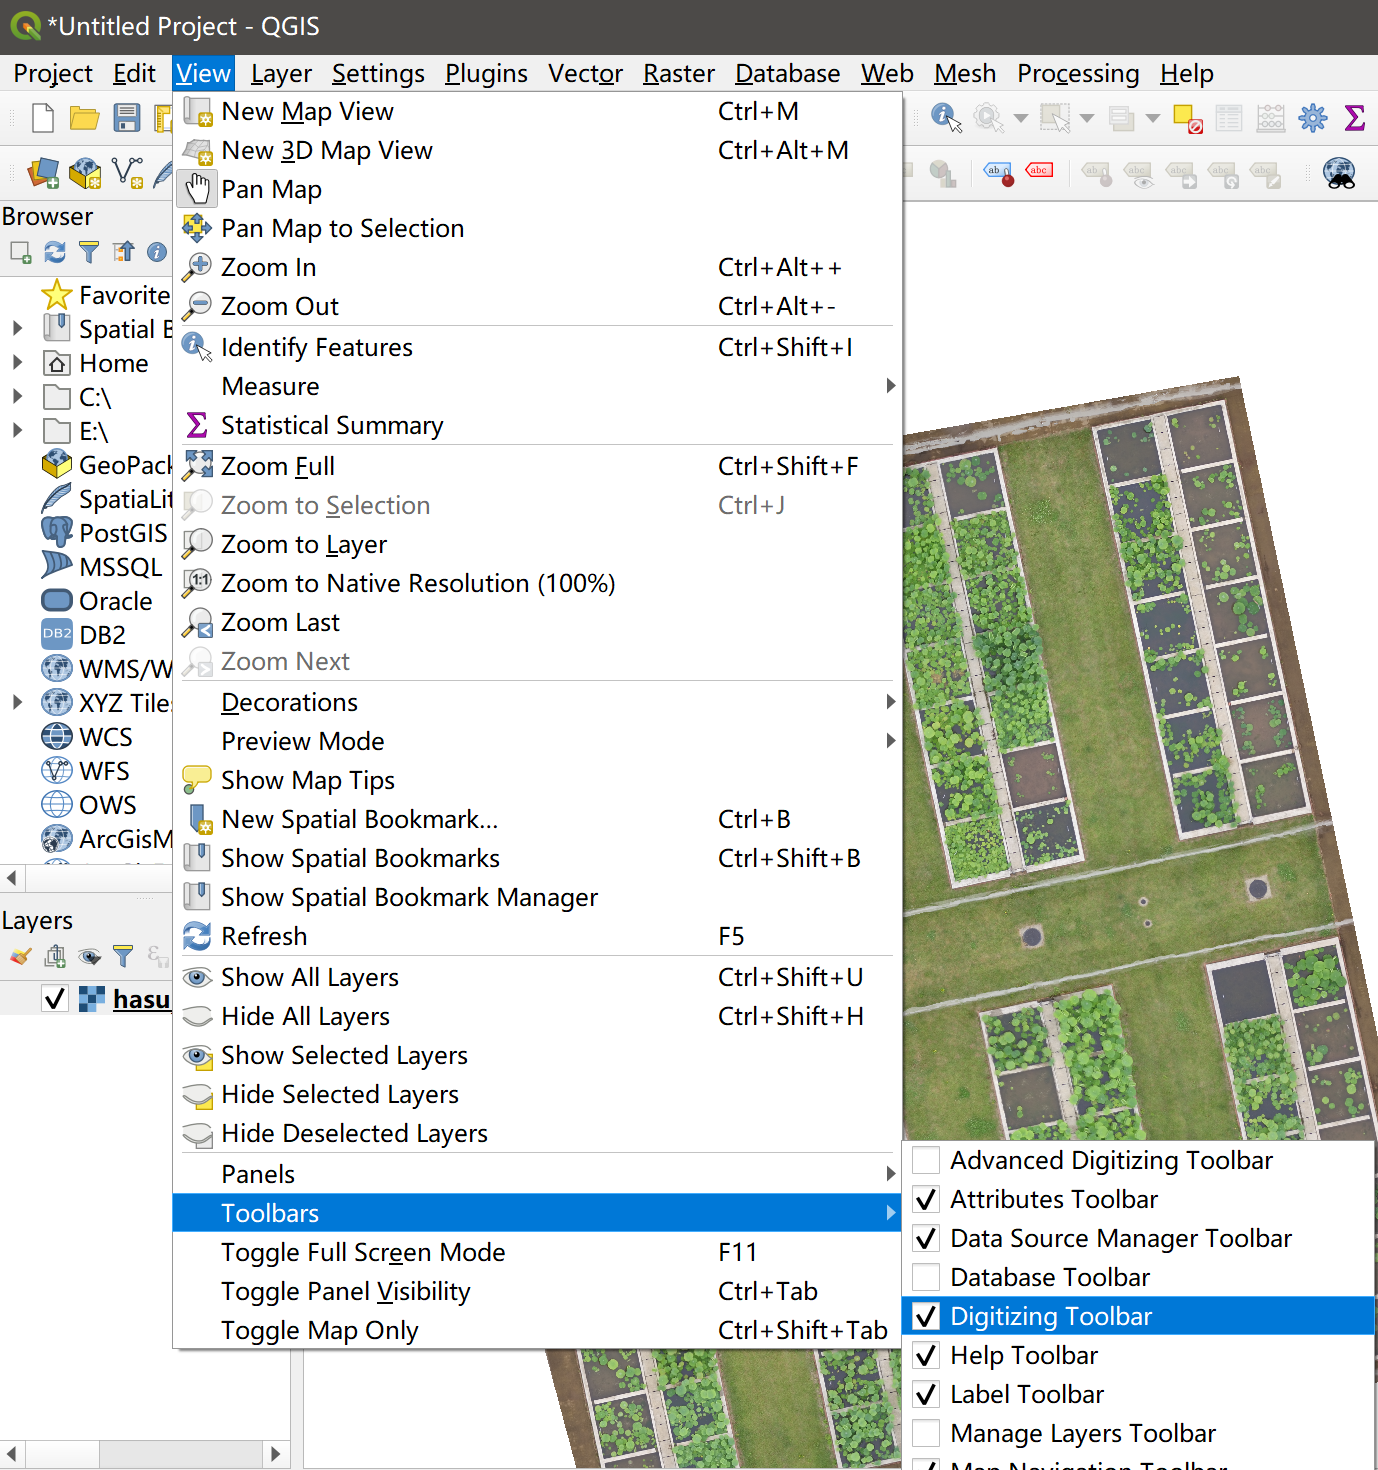 *Untitled Project - QGIS
Project Edit View Layer Settings Plugins Vector Raster Database Web Mesh Processing Help
New Map View Ctrl+M
New 3D Map View Ctrl+Alt+M
Pan Map
Pan Map to Selection
Zoom In Ctrl+Alt++
Zoom Out Ctrl+Alt+-
Identify Features Ctrl+Shift+I
Measure
Statistical Summary
Zoom Full Ctrl+Shift+F
Zoom to Selection Ctrl+J
Zoom to Layer
Zoom to Native Resolution (100%)
Zoom Last
Zoom Next
Decorations
Preview Mode
Show Map Tips
New Spatial Bookmark... Ctrl+B
Show Spatial Bookmarks Ctrl+Shift+B
Show Spatial Bookmark Manager
Refresh F5
Show All Layers Ctrl+Shift+U
Hide All Layers Ctrl+Shift+H
Show Selected Layers
Hide Selected Layers
Hide Deselected Layers
Panels
Toolbars
Toggle Full Screen Mode F11
Toggle Panel Visibility Ctrl+Tab
Toggle Map Only Ctrl+Shift+Tab
Advanced Digitizing Toolbar
Attributes Toolbar
Data Source Manager Toolbar
Database Toolbar
Digitizing Toolbar
Help Toolbar
Label Toolbar
Manage Layers Toolbar
Map Navigation Toolbar
Browser
Favorite
Spatial B
Home
C:\
E:\
GeoPack
SpatiaLit
PostGIS
MSSQL
Oracle
DB2 DB2
WMS/W
XYZ Tile
WCS
WFS
OWS
ArcGisM
Layers
hasu